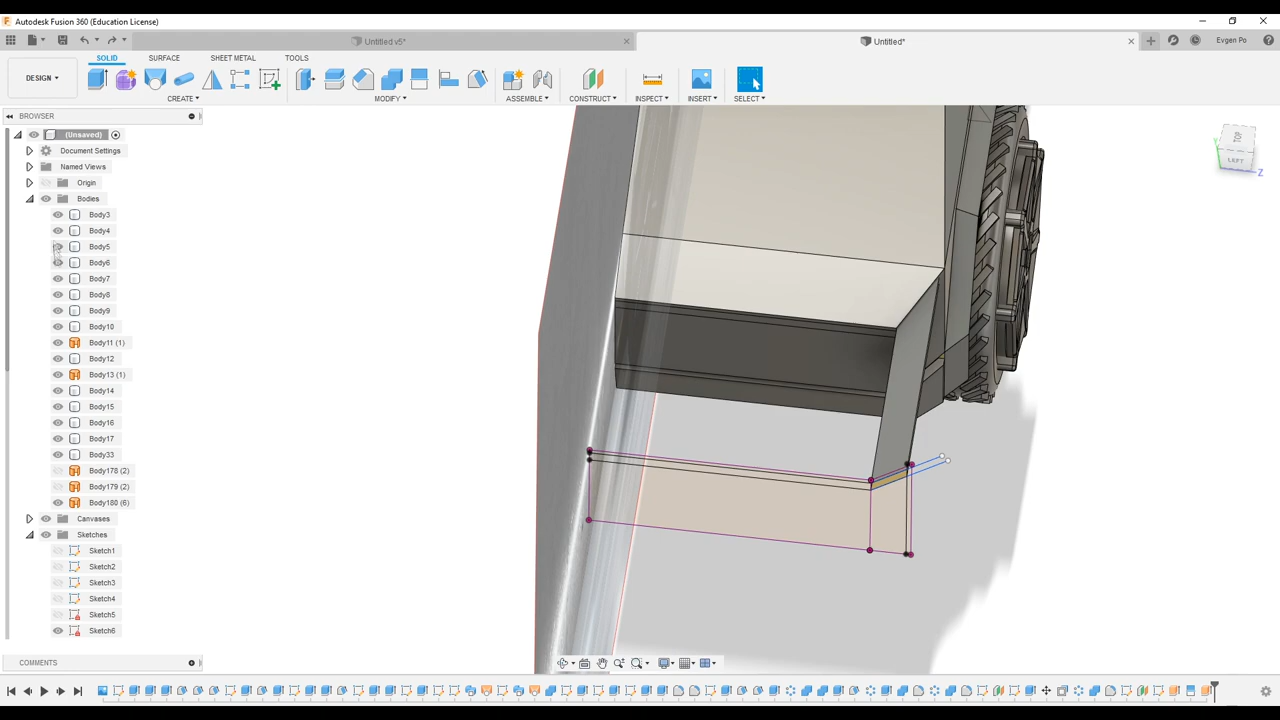 Autodesk Fusion 360 (Education License)
Untitled v5*
Untitled*
Evgen Po
SOLID
SURFACE
SHEET METAL
TOOLS
DESIGN
CREATE
MODIFY
ASSEMBLE
CONSTRUCT
INSPECT
INSERT
SELECT
BROWSER
(Unsaved)
Document Settings
Named Views
Origin
Bodies
Body3
Body4
Body5
Body6
Body7
Body8
Body9
Body10
Body11 (1)
Body12
Body13 (1)
Body14
Body15
Body16
Body17
Body33
Body178 (2)
Body179 (2)
Body180 (6)
Canvases
Sketches
Sketch1
Sketch2
Sketch3
Sketch4
Sketch5
Sketch6
TOP
LEFT
Y
Z
COMMENTS